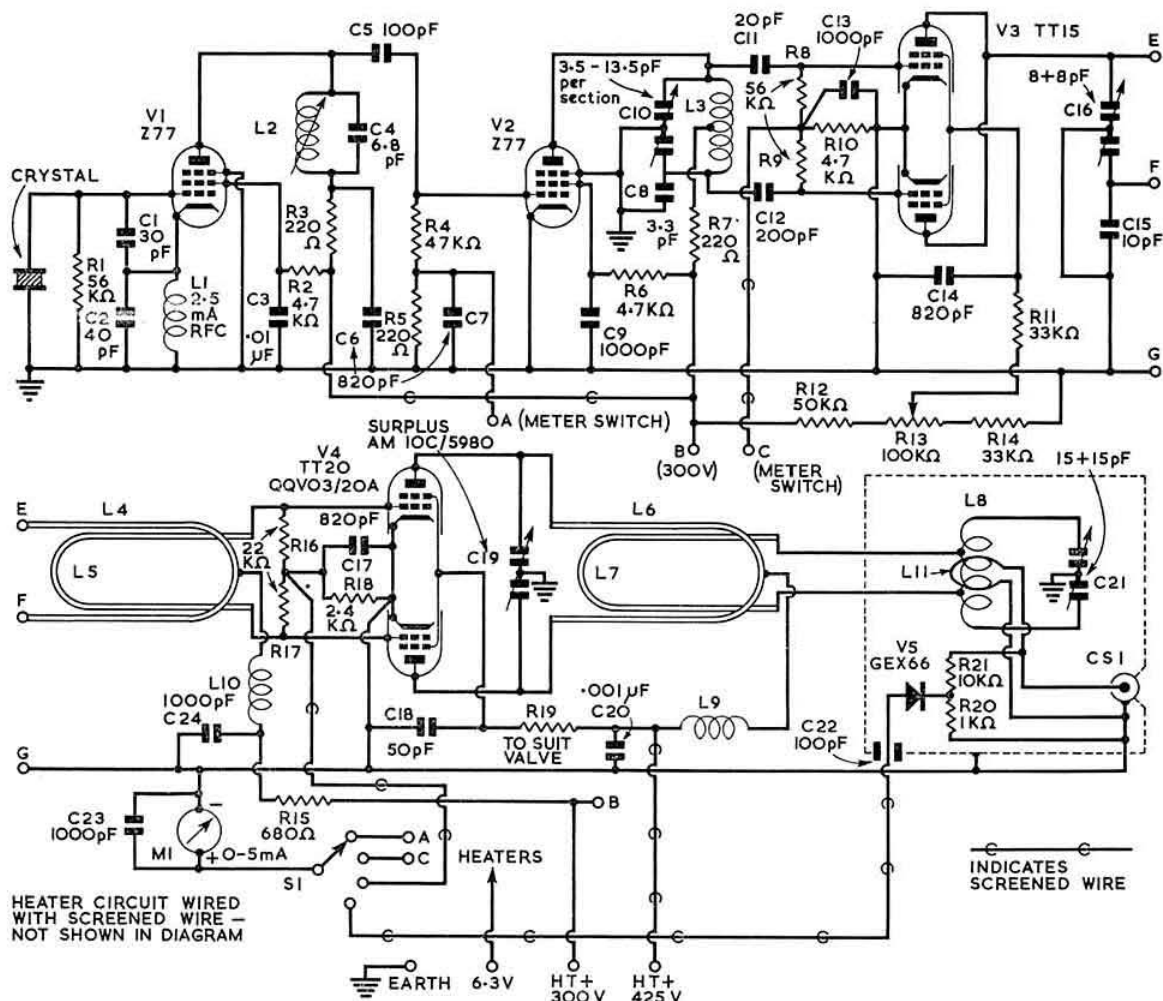 C5 100pF
V1
Z77
L2
C4
6.8
pF
CRYSTAL
C1
30
pF
R1
56
KΩ
C2
40
pF
L1
2.5
mA
RFC
C3
.01
µF
R2
4.7
KΩ
R3
220
Ω
C6
R5
220
Ω
820pF
R4
47KΩ
C7
A (METER SWITCH)
V2
Z77
3.5-13.5pF
per
section
C10
L3
C8
3.3
pF
R7
220
Ω
R6
4.7KΩ
C9
1000pF
20pF
C11
R8
56
KΩ
R9
C13
1000pF
R10
4.7
KΩ
C12
200pF
V3 TT15
C14
820pF
R11
33KΩ
8+8pF
C16
C15
10pF
E
F
G
R12
50KΩ
R13
100KΩ
R14
33KΩ
B
(300V)
C
(METER
SWITCH)
SURPLUS
AM 10C/5980
V4
TT20
QQV03/20A
E
F
G
L4
L5
22
KΩ
R16
R17
820pF
C17
R18
2.4
KΩ
C19
L6
L7
L10
1000pF
C24
C18
50pF
R19
TO SUIT
VALVE
.001µF
C20
L9
15+15pF
L8
L11
C21
V5
GEX66
R21
10KΩ
R20
1KΩ
CS1
C22
100pF
C23
1000pF
M1
-
+
0-5mA
R15
680Ω
B
S1
A
C
HEATERS
HEATER CIRCUIT WIRED
WITH SCREENED WIRE –
NOT SHOWN IN DIAGRAM
EARTH
6.3V
HT+
300V
HT+
425V
INDICATES
SCREENED WIRE